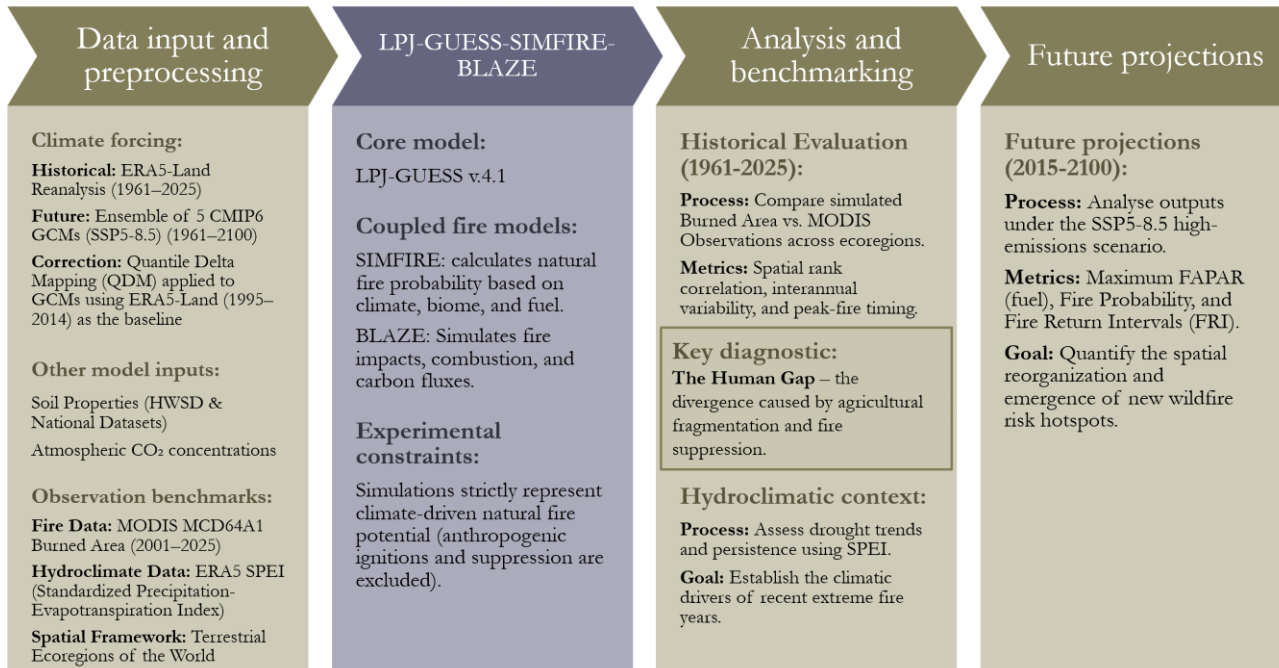 Data input and
preprocessing
Climate forcing:
Historical: ERA5-Land
Reanalysis (1961–2025)
Future: Ensemble of 5 CMIP6
GCMs (SSP5-8.5) (1961–2100)
Correction: Quantile Delta
Mapping (QDM) applied to
GCMs using ERA5-Land (1995–
2014) as the baseline
Other model inputs:
Soil Properties (HWSD &
National Datasets)
Atmospheric CO₂ concentrations
Observation benchmarks:
Fire Data: MODIS MCD64A1
Burned Area (2001–2025)
Hydroclimate Data: ERA5 SPEI
(Standardized Precipitation-
Evapotranspiration Index)
Spatial Framework: Terrestrial
Ecoregions of the World
LPJ-GUESS-SIMFIRE-
BLAZE
Core model:
LPJ-GUESS v.4.1
Coupled fire models:
SIMFIRE: calculates natural
fire probability based on
climate, biome, and fuel.
BLAZE: Simulates fire
impacts, combustion, and
carbon fluxes.
Experimental
constraints:
Simulations strictly represent
climate-driven natural fire
potential (anthropogenic
ignitions and suppression are
excluded).
Analysis and
benchmarking
Historical Evaluation
(1961-2025):
Process: Compare simulated
Burned Area vs. MODIS
Observations across ecoregions.
Metrics: Spatial rank
correlation, interannual
variability, and peak-fire timing.
Key diagnostic:
The Human Gap – the
divergence caused by agricultural
fragmentation and fire
suppression.
Hydroclimatic context:
Process: Assess drought trends
and persistence using SPEI.
Goal: Establish the climatic
drivers of recent extreme fire
years.
Future projections
Future projections
(2015-2100):
Process: Analyse outputs
under the SSP5-8.5 high-
emissions scenario.
Metrics: Maximum FAPAR
(fuel), Fire Probability, and
Fire Return Intervals (FRI).
Goal: Quantify the spatial
reorganization and
emergence of new wildfire
risk hotspots.